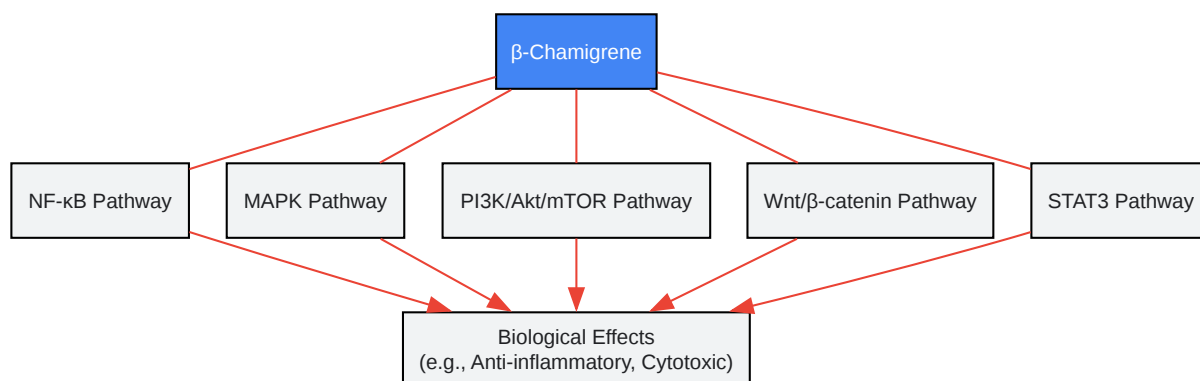 β-Chamigrene
NF-κB Pathway
MAPK Pathway
PI3K/Akt/mTOR Pathway
Wnt/β-catenin Pathway
STAT3 Pathway
Biological Effects
(e.g., Anti-inflammatory, Cytotoxic)